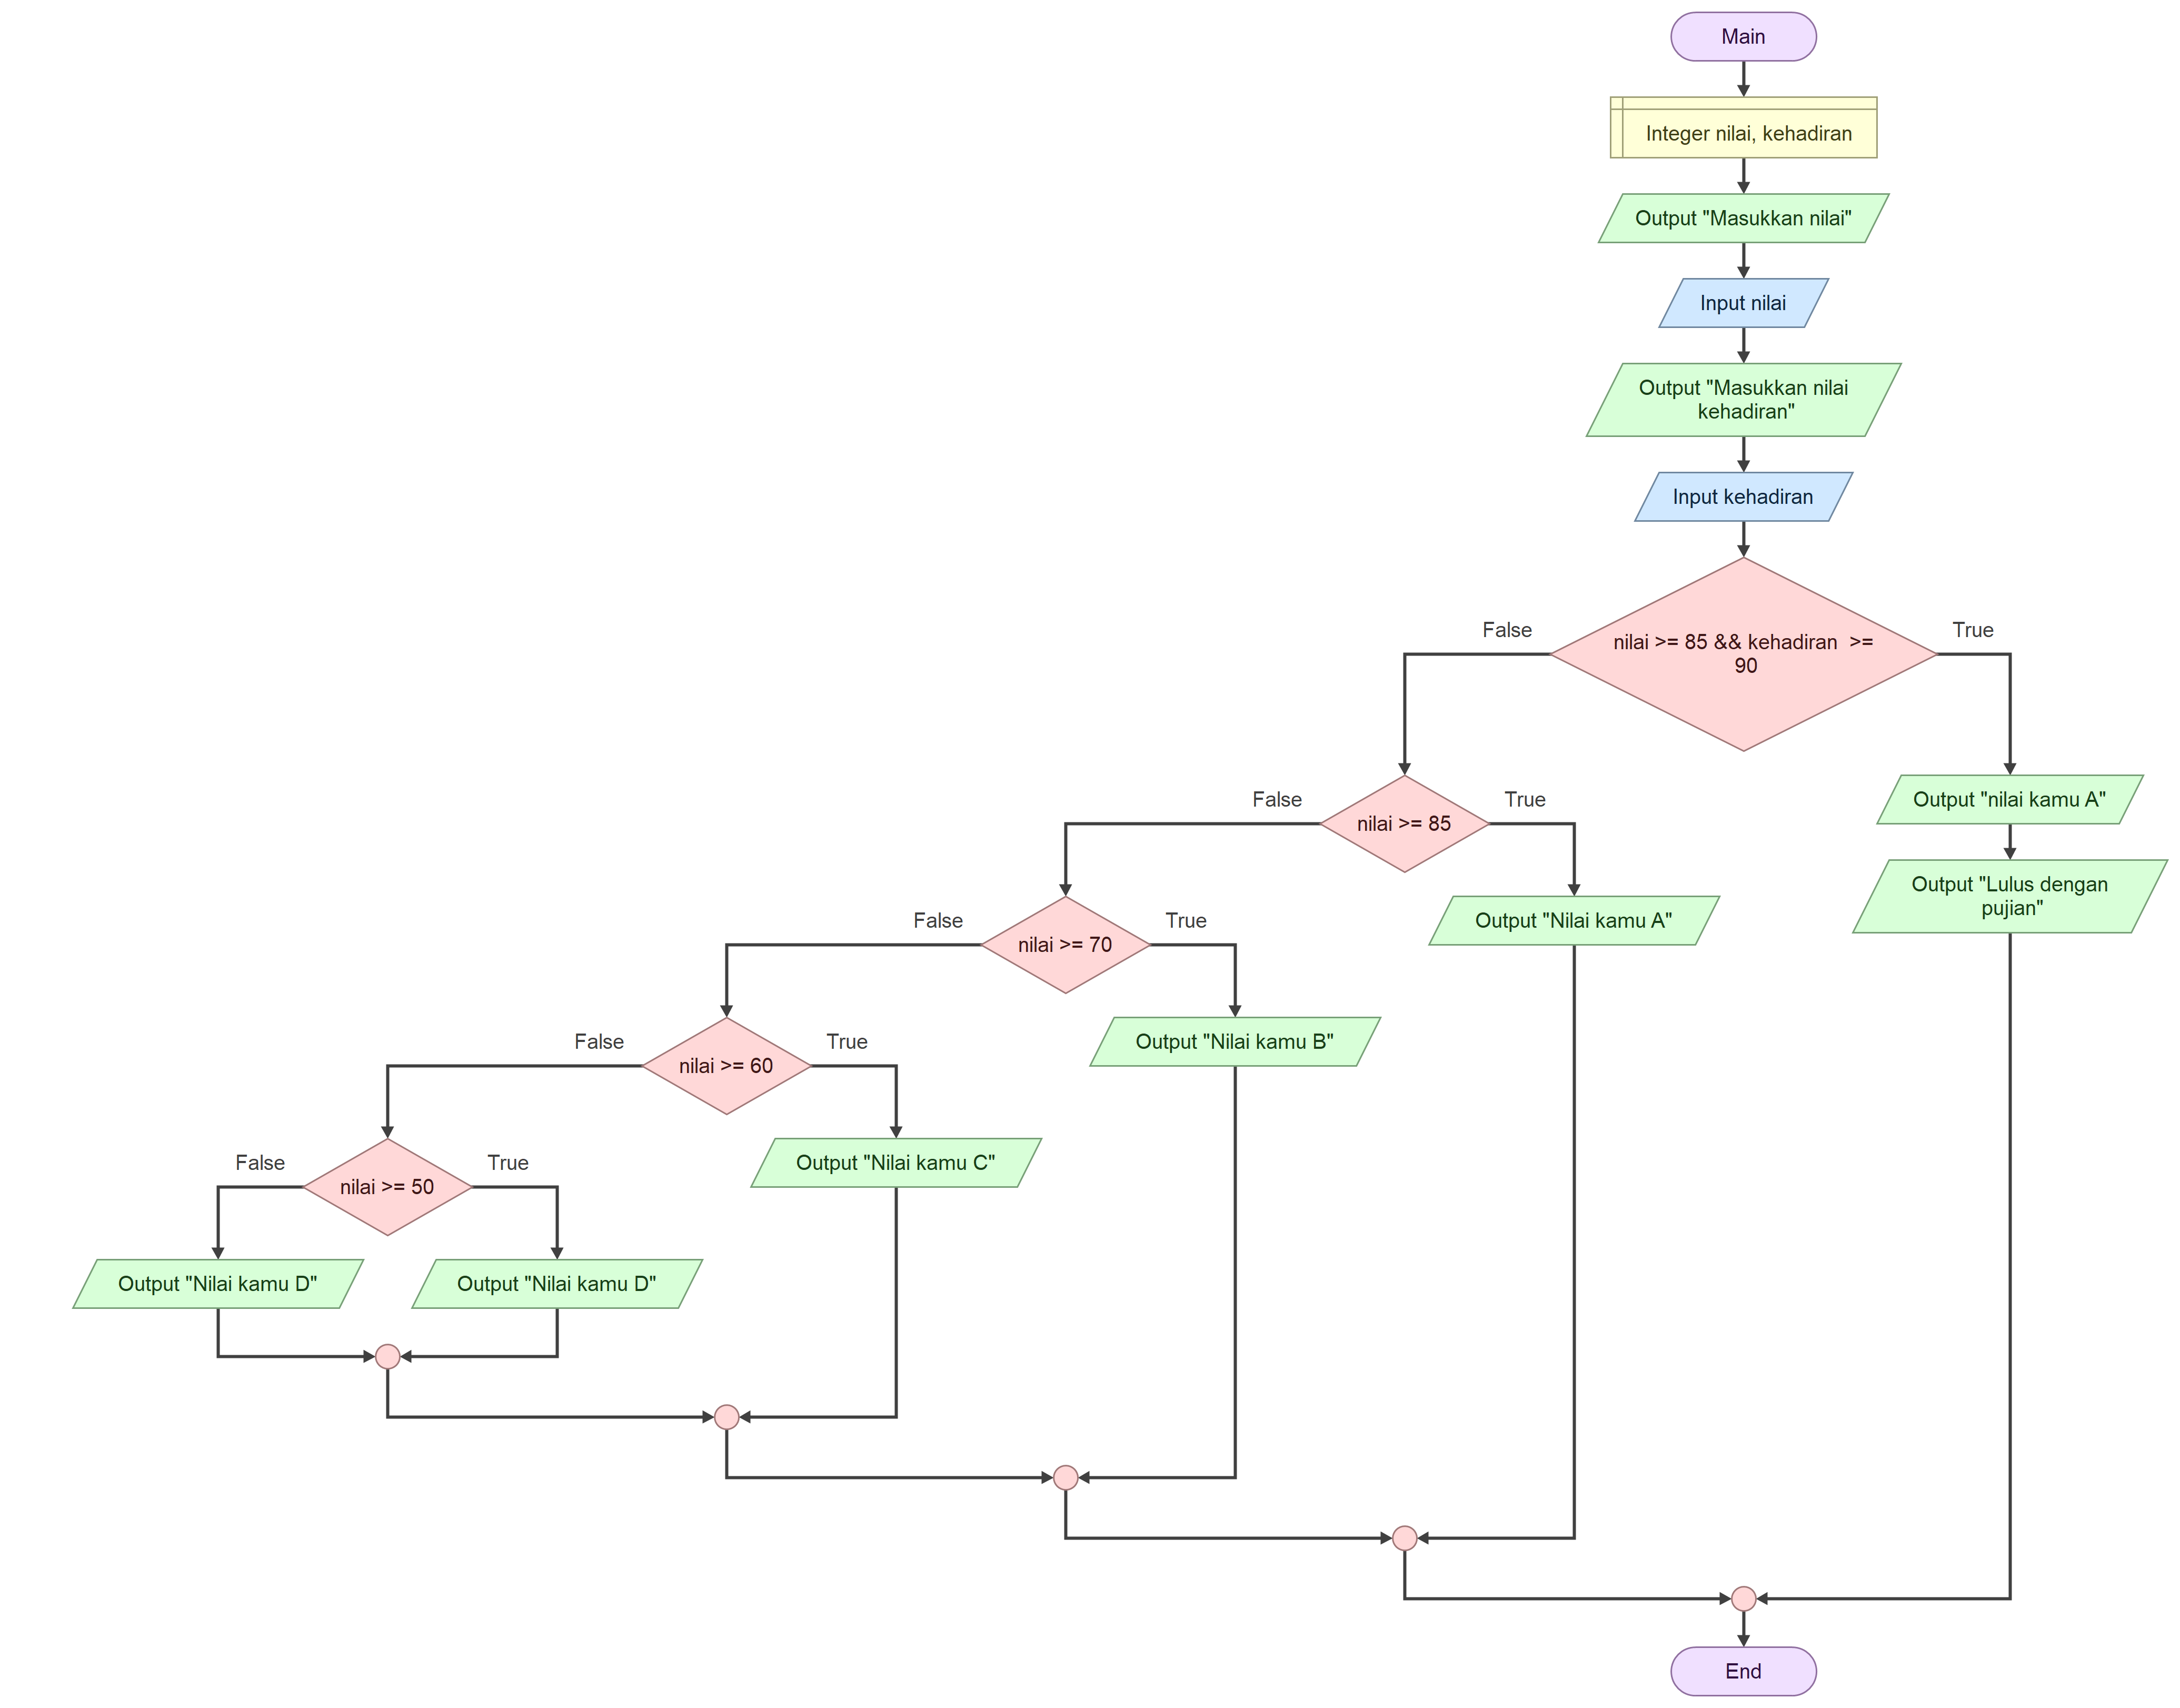 Main
Integer nilai, kehadiran
Output "Masukkan nilai"
Input nilai
Output "Masukkan nilai
kehadiran"
Input kehadiran
False
nilai >= 85 && kehadiran  >=
90
True
False
nilai >= 85
True
Output "nilai kamu A"
Output "Lulus dengan
pujian"
False
nilai >= 70
True
Output "Nilai kamu A"
False
nilai >= 60
True
Output "Nilai kamu B"
False
nilai >= 50
True
Output "Nilai kamu C"
Output "Nilai kamu D"
Output "Nilai kamu D"
End